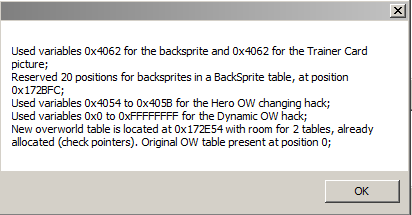 Used variables 0x4062 for the backsprite and 0x4062 for the Trainer Card
picture;
Reserved 20 positions for backsprites in a BackSprite table, at position
0x172BFC;
Used variables 0x4054 to 0x405B for the Hero OW changing hack;
Used variables 0x0 to 0xFFFFFFFF for the Dynamic OW hack;
New overworld table is located at 0x172E54 with room for 2 tables, already
allocated (check pointers). Original OW table present at position 0;
OK